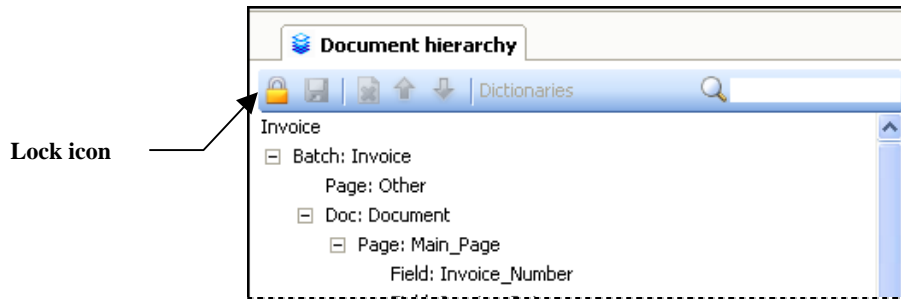 Document hierarchy
Dictionaries
Invoice
Lock icon
Batch: Invoice
Page: Other
Doc: Document
Page: Main_Page
Field: Invoice_Number